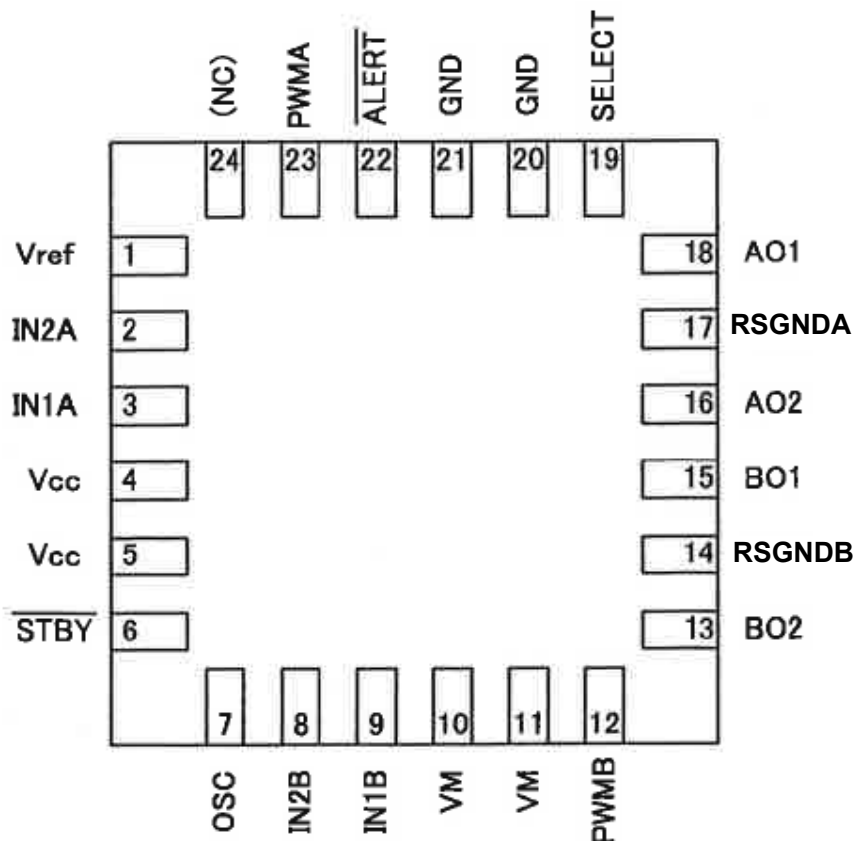 (NC) PWMA ALERT GND GND SELECT
24 23 22 21 20 19
Vref 1 18 AO1
IN2A 2 17 RSGNDA
IN1A 3 16 AO2
Vcc 4 15 BO1
Vcc 5 14 RSGNDB
STBY 6 13 BO2
7 8 9 10 11 12
OSC IN2B IN1B VM VM PWMB